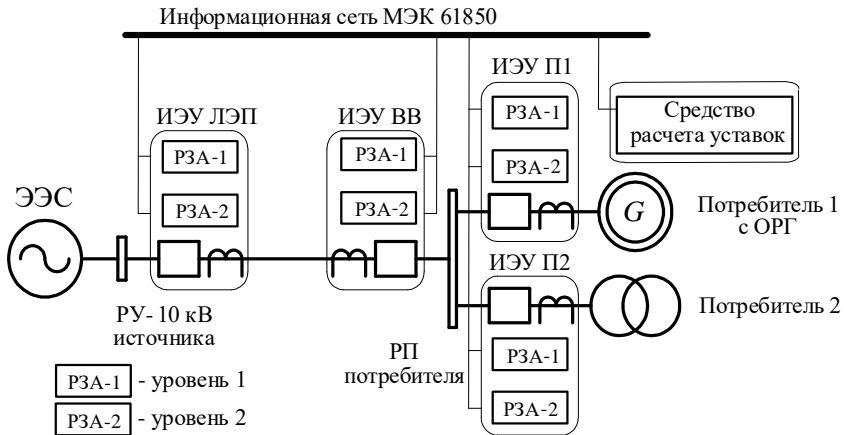 Информационная сеть МЭК 61850
ИЭУ ЛЭП
РЗА-1
РЗА-2
ИЭУ ВВ
РЗА-1
РЗА-2
ИЭУ П1
РЗА-1
РЗА-2
Средство
расчета уставок
ЭЭС
G
Потребитель 1
с ОРГ
РУ- 10 кВ
источника
ИЭУ П2
РЗА-1
РЗА-2
Потребитель 2
РП
потребителя
РЗА-1 - уровень 1
РЗА-2 - уровень 2